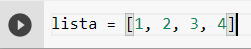 lista = [1, 2, 3, 4]